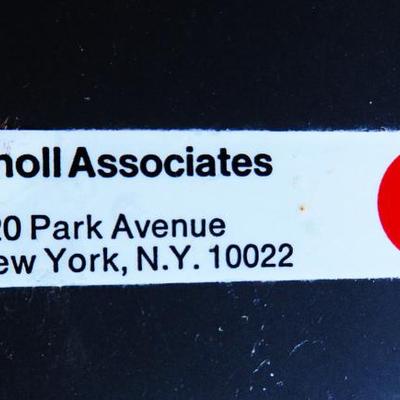 noll Associates
20 Park Avenue
ew York, N.Y. 10022